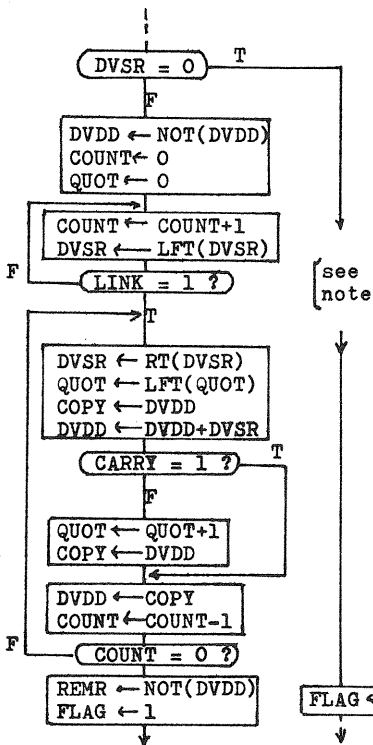 DVSR = 0
T
F
DVDD ← NOT(DVDD)
COUNT ← 0
QUOT ← 0
COUNT ← COUNT+1
DVSR ← LFT(DVSR)
F
LINK = 1 ?
T
see
note
DVSR ← RT(DVSR)
QUOT ← LFT(QUOT)
COPY ← DVDD
DVDD ← DVDD+DVSR
T
CARRY = 1 ?
F
QUOT ← QUOT+1
COPY ← DVDD
DVDD ← COPY
COUNT ← COUNT-1
F
COUNT = 0 ?
REMR ← NOT(DVDD)
FLAG ← 1
FLAG ←